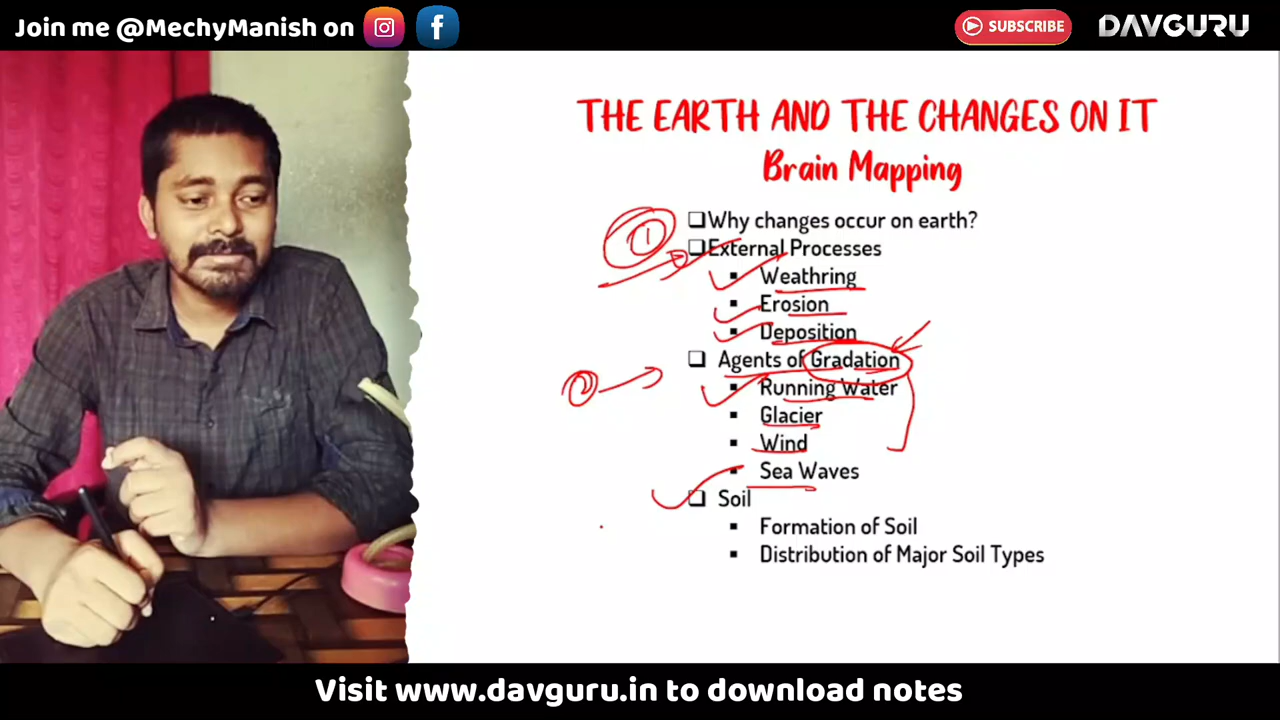 Join me @MechyManish on
SUBSCRIBE
DAVGURU
THE EARTH AND THE CHANGES ON IT
Brain Mapping
Why changes occur on earth?
External Processes
Weathring
Erosion
Deposition
Agents of Gradation
Running Water
Glacier
Wind
Sea Waves
Soil
Formation of Soil
Distribution of Major Soil Types
1
2
Visit www.davguru.in to download notes